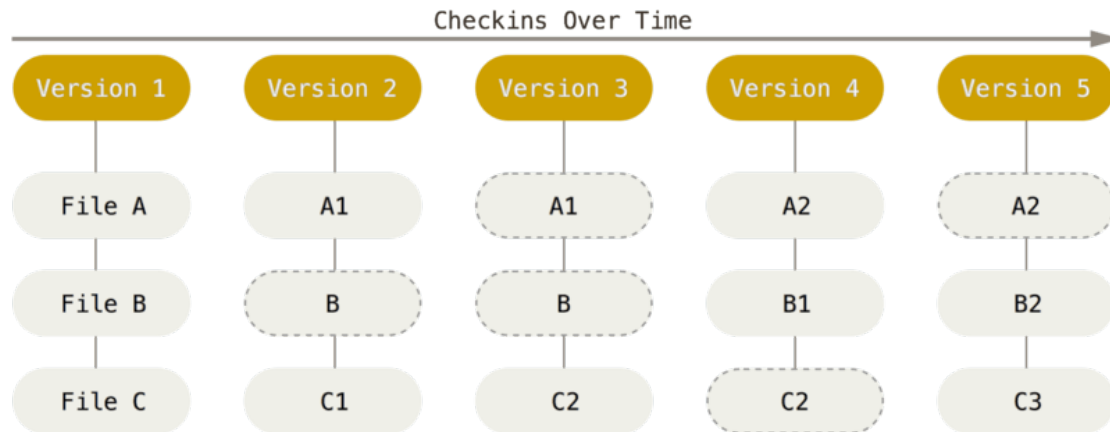 Checkins Over Time
Version 1 Version 2 Version 3 Version 4 Version 5
File A A1 A1 A2 A2
File B B B B1 B2
File C C1 C2 C2 C3